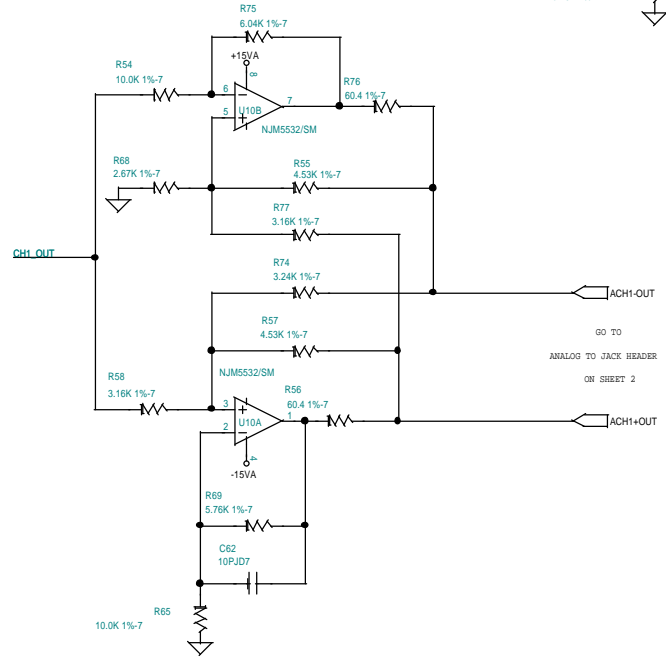 R75
6.04K 1%-7
+15VA
8
R54
10.0K 1%-7
R76
60.4 1%-7
6
7
U10B
5
NJM5532/SM
R68
2.67K 1%-7
R55
4.53K 1%-7
R77
3.16K 1%-7
CH1_OUT
R74
3.24K 1%-7
ACH1-OUT
R57
4.53K 1%-7
GO TO
ANALOG TO JACK HEADER
ON SHEET 2
NJM5532/SM
R58
3.16K 1%-7
R56
60.4 1%-7
3
1
U10A
2
ACH1+OUT
4
-15VA
R69
5.76K 1%-7
C62
10PJD7
R65
10.0K 1%-7